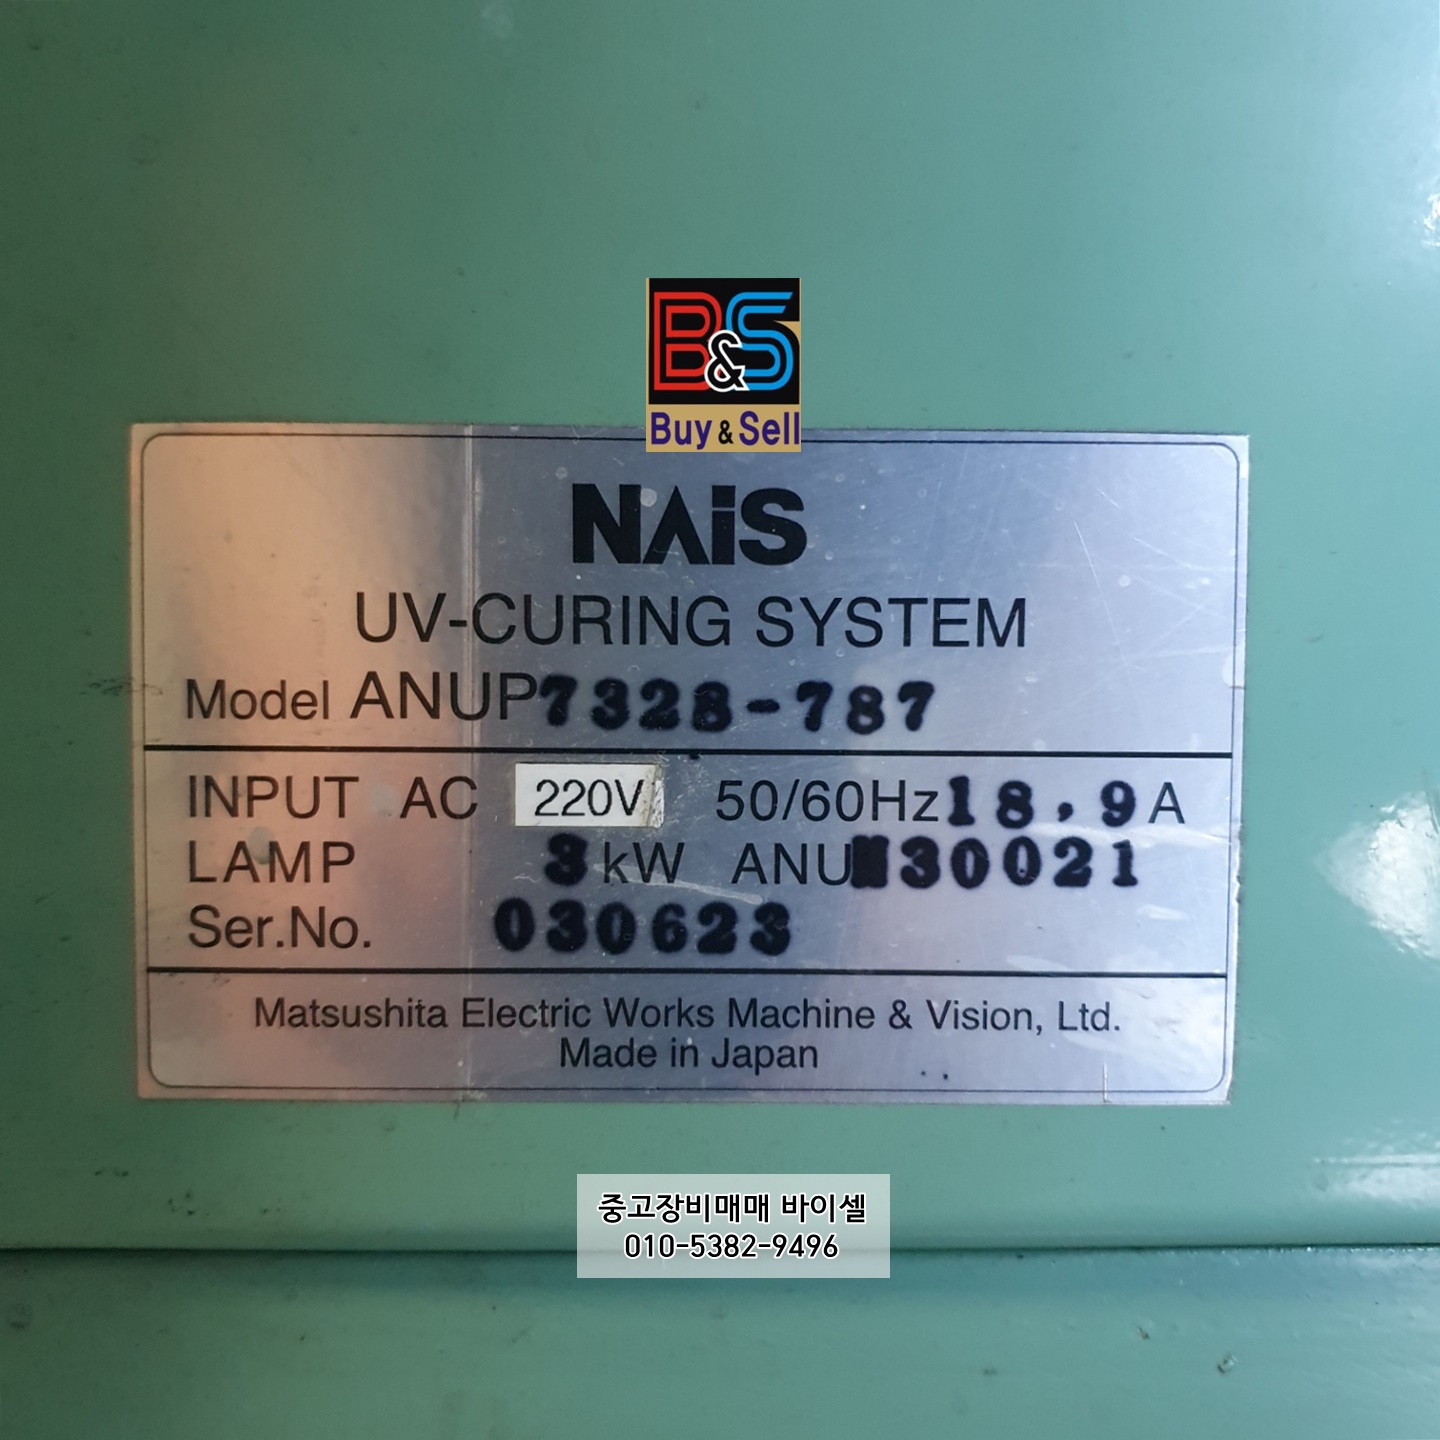 B&S
Buy & Sell
NAiS
UV-CURING SYSTEM
Model ANUP7328-787
INPUT AC 220V 50/60Hz 18.9A
LAMP 3kW
Ser.No. 030623
Matsushita Electric Works Machine & Vision, Ltd.
Made in Japan
중고장비매매 바이셀
010-5382-9496